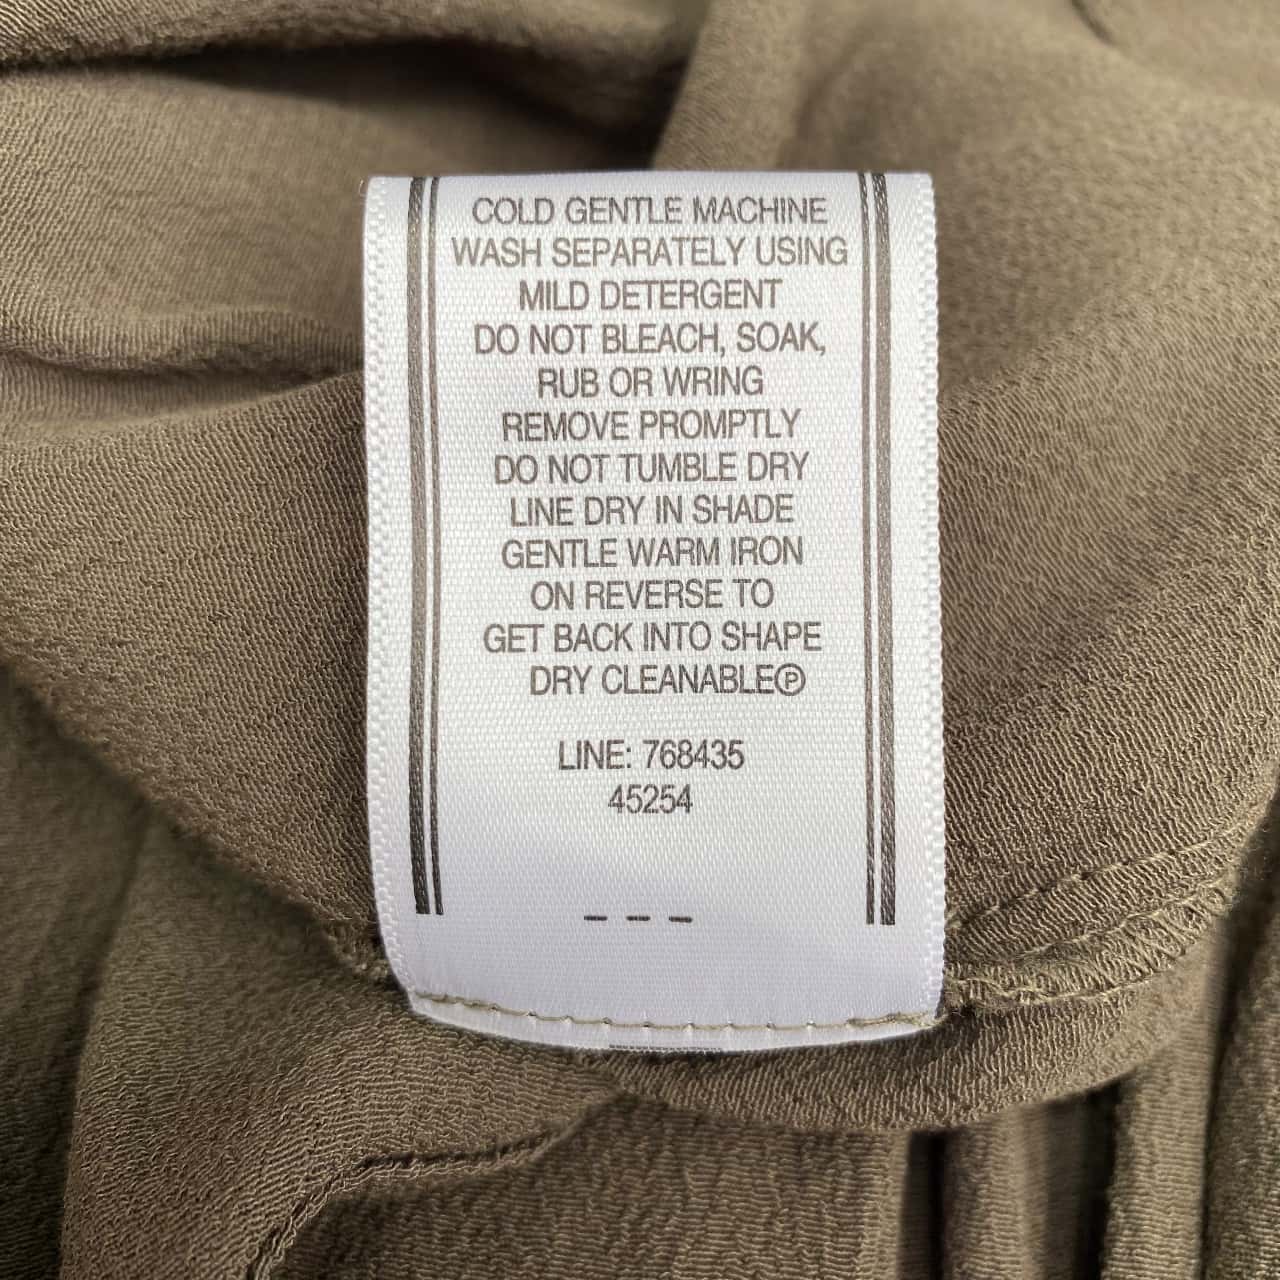 COLD GENTLE MACHINE
WASH SEPARATELY USING
MILD DETERGENT
DO NOT BLEACH, SOAK,
RUB OR WRING
REMOVE PROMPTLY
DO NOT TUMBLE DRY
LINE DRY IN SHADE
GENTLE WARM IRON
ON REVERSE TO
GET BACK INTO SHAPE
DRY CLEANABLEⓅ
LINE: 768435
45254
_ _ _